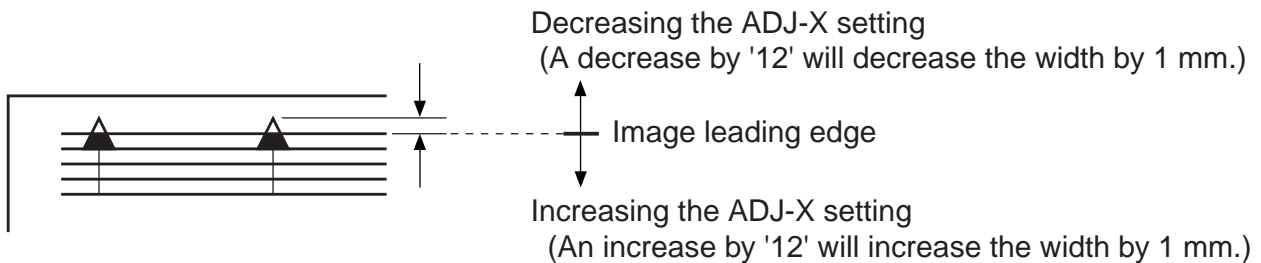 Decreasing the ADJ-X setting
(A decrease by '12' will decrease the width by 1 mm.)
Image leading edge
Increasing the ADJ-X setting
(An increase by '12' will increase the width by 1 mm.)